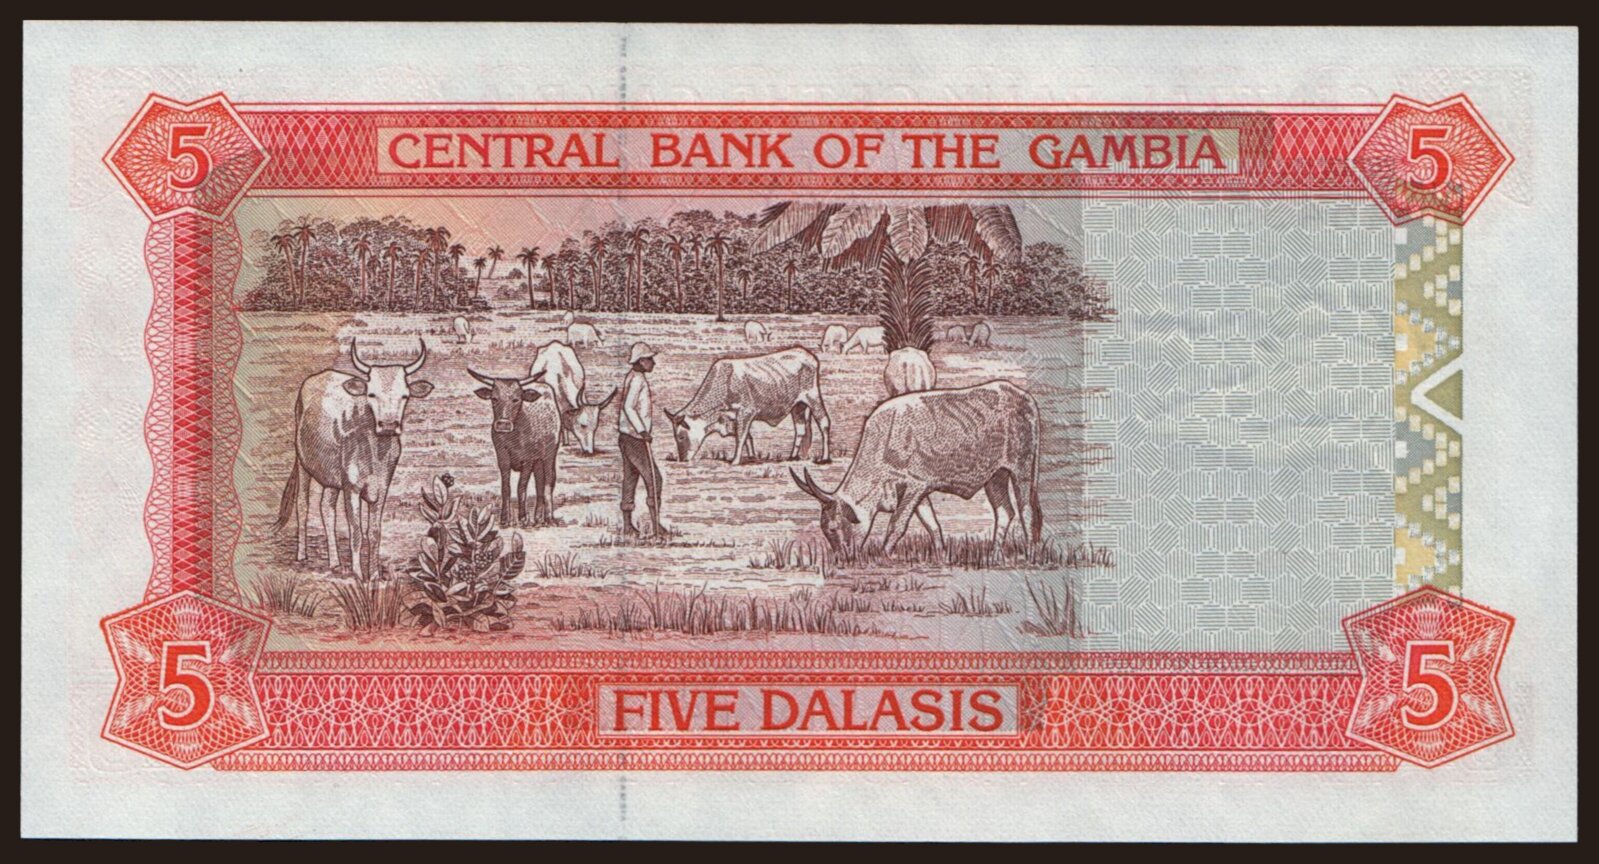 5 CENTRAL BANK OF THE GAMBIA 5
5 FIVE DALASIS 5